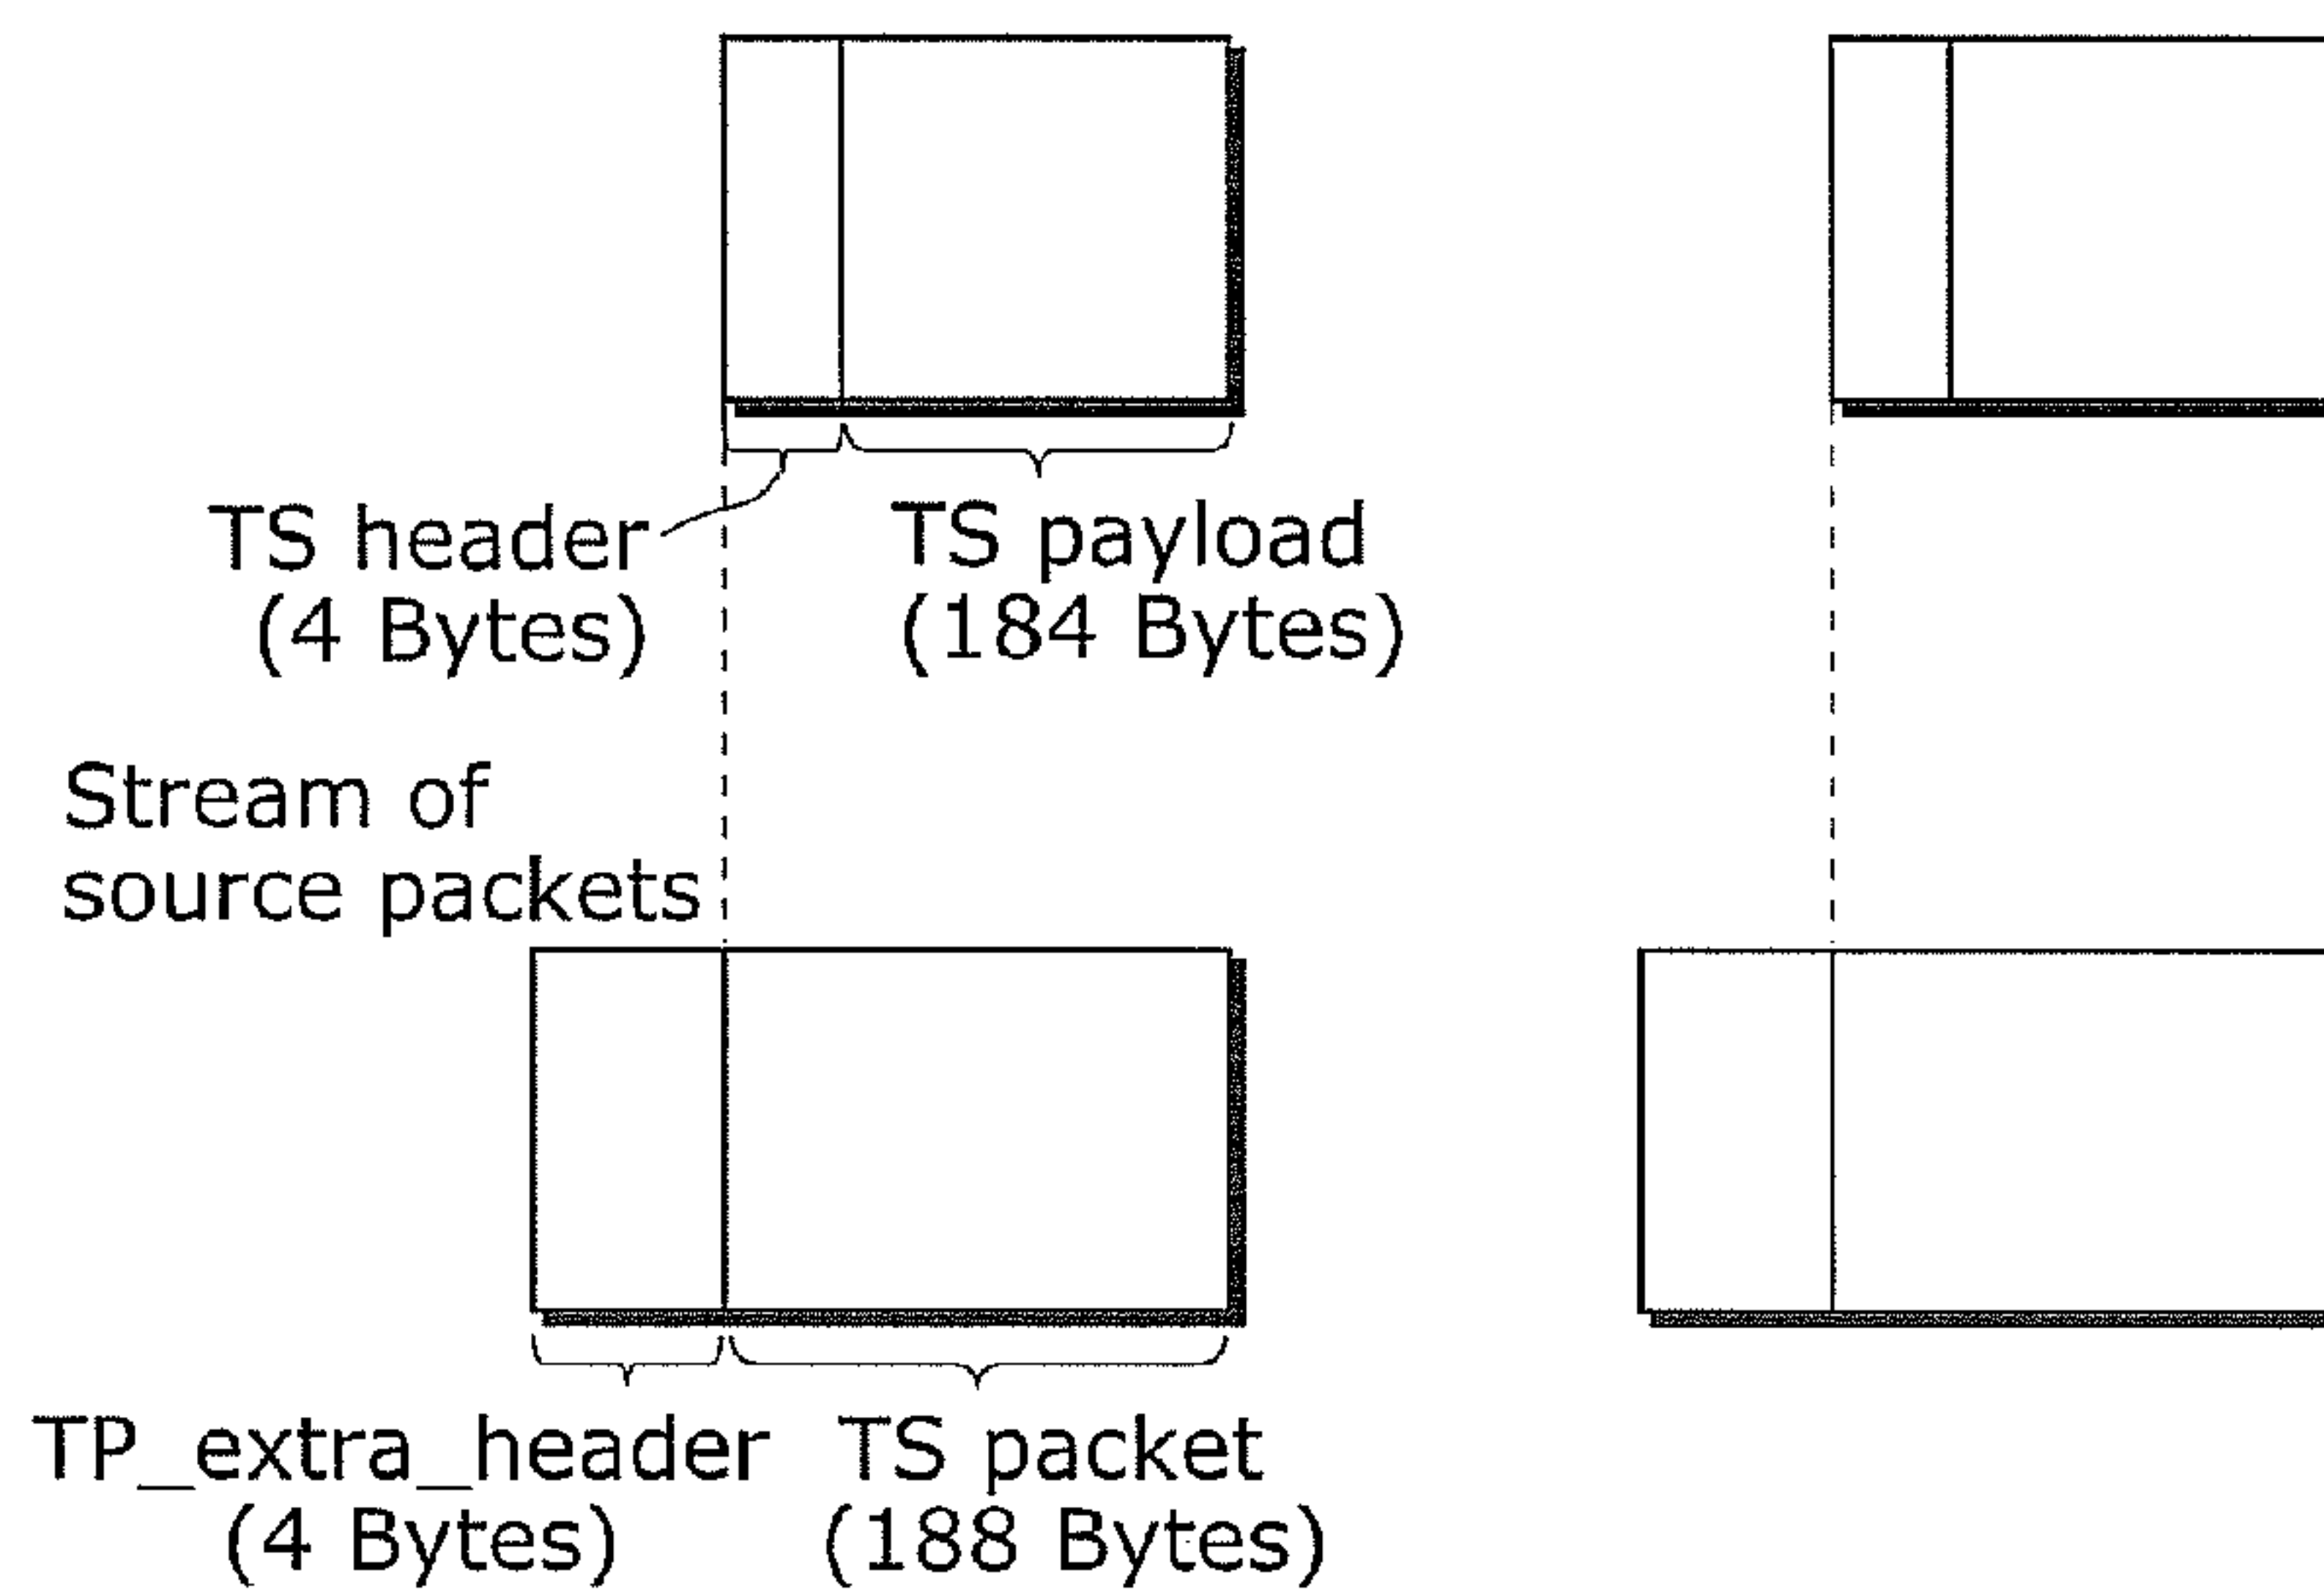 TS header
(4 Bytes)
TS payload
(184 Bytes)
Stream of
source packets
TP_extra_header
(4 Bytes)
TS packet
(188 Bytes)